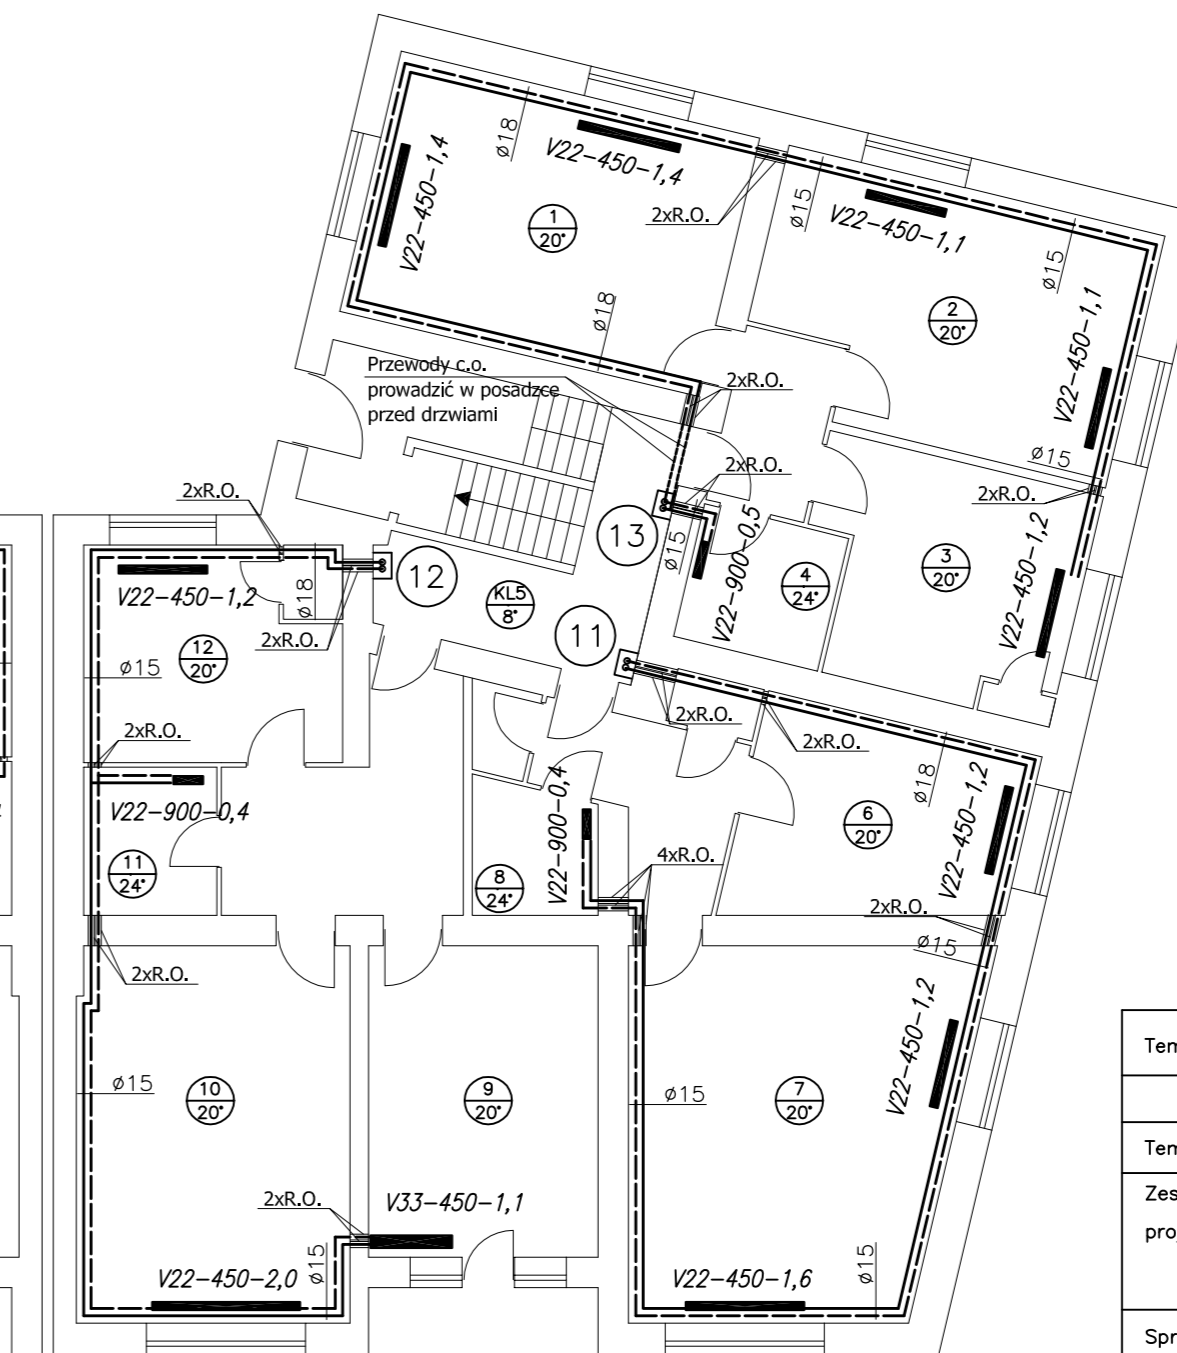 ø18
V22-450-1,4
V22-450-1,4
1
20°
2xR.O.
ø15
V22-450-1,1
ø15
2
20°
V22-450-1,1
ø18
Przewody c.o.
prowadzić w posadzce
przed drzwiami
2xR.O.
2xR.O.
ø15
2xR.O.
2xR.O.
13
ø15
V22-900-0,5
4
24°
3
20°
V22-450-1,2
12
V22-450-1,2
ø18
2xR.O.
KL5
8°
11
12
20°
ø15
2xR.O.
2xR.O.
2xR.O.
ø18
V22-450-1,2
6
20°
V22-900-0,4
V22-900-0,4
11
24°
8
24°
4xR.O.
2xR.O.
ø15
2xR.O.
V22-450-1,2
ø15
10
20°
9
20°
ø15
7
20°
2xR.O.
V33-450-1,1
V22-450-2,0
ø15
V22-450-1,6
ø15
Tem
Tem
Zes
pro
Spr